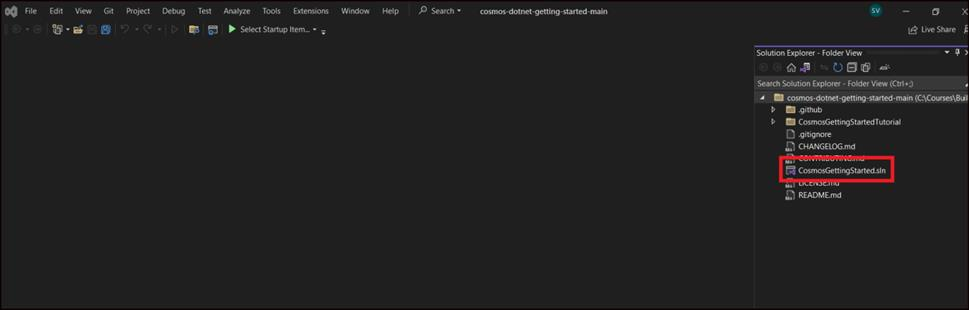 File Edit View Git Project Debug Test Analyze Tools Extensions Window Help Search cosmos-dotnet-getting-started-main SV
Select Startup Item... Live Share
Solution Explorer - Folder View
Search Solution Explorer - Folder View (Ctrl+;)
cosmos-dotnet-getting-started-main (C:\Courses\Buil
.github
CosmosGettingStartedTutorial
.gitignore
CHANGELOG.md
CONTRIBUTING.md
CosmosGettingStarted.sln
LICENSE.md
README.md